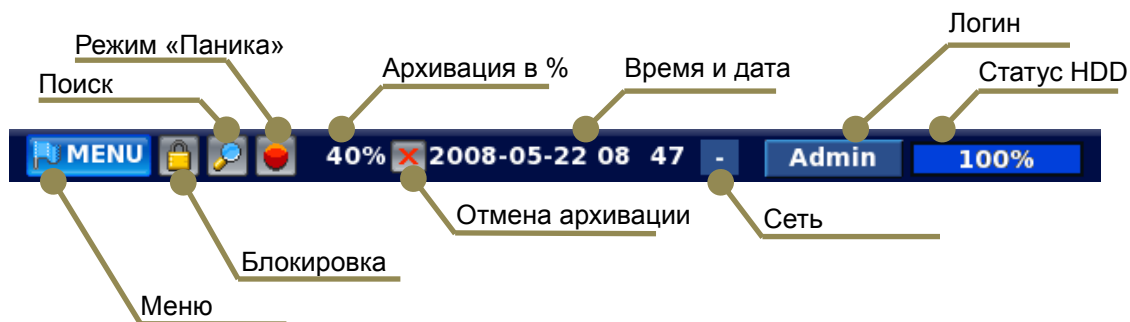 Логин
Режим «Паника»
Архивация в %
Время и дата
Статус HDD
Поиск
MENU 40% 2008-05-22 08 47 - Admin 100%
Отмена архивации
Сеть
Блокировка
Меню